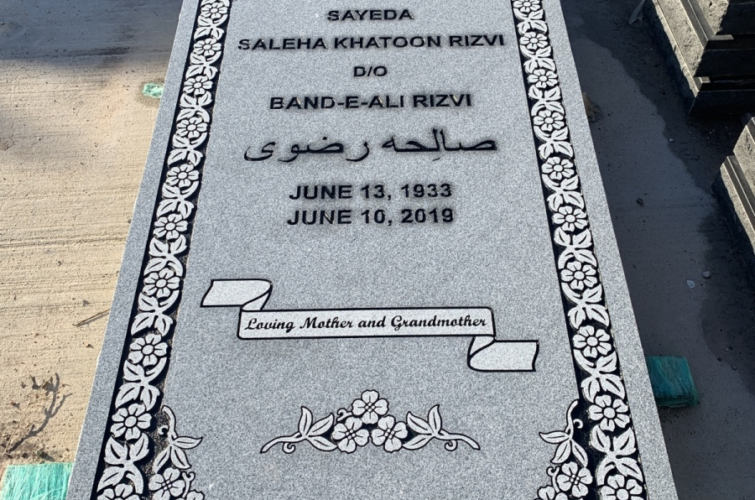 SAYEDA
SALEHA KHATOON RIZVI
D/O
BAND-E-ALI RIZVI
صالِحه رضوی
JUNE 13, 1933
JUNE 10, 2019
Loving Mother and Grandmother